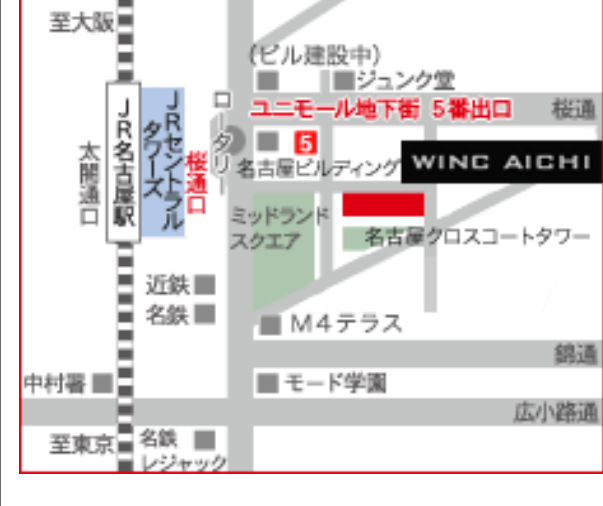 至大阪
(ビル建設中)
ジュンク堂
ユニモール地下街 5番出口
桜通
ロータリー
JR名古屋駅
JRセントラル
タワーズ
太閤通口
桜通口
5
名古屋ビルディング
WINC AICHI
ミッドランド
スクエア
名古屋クロスコートタワー
近鉄
名鉄
M4テラス
錦通
中村署
モード学園
広小路通
至東京
名鉄
レジャック